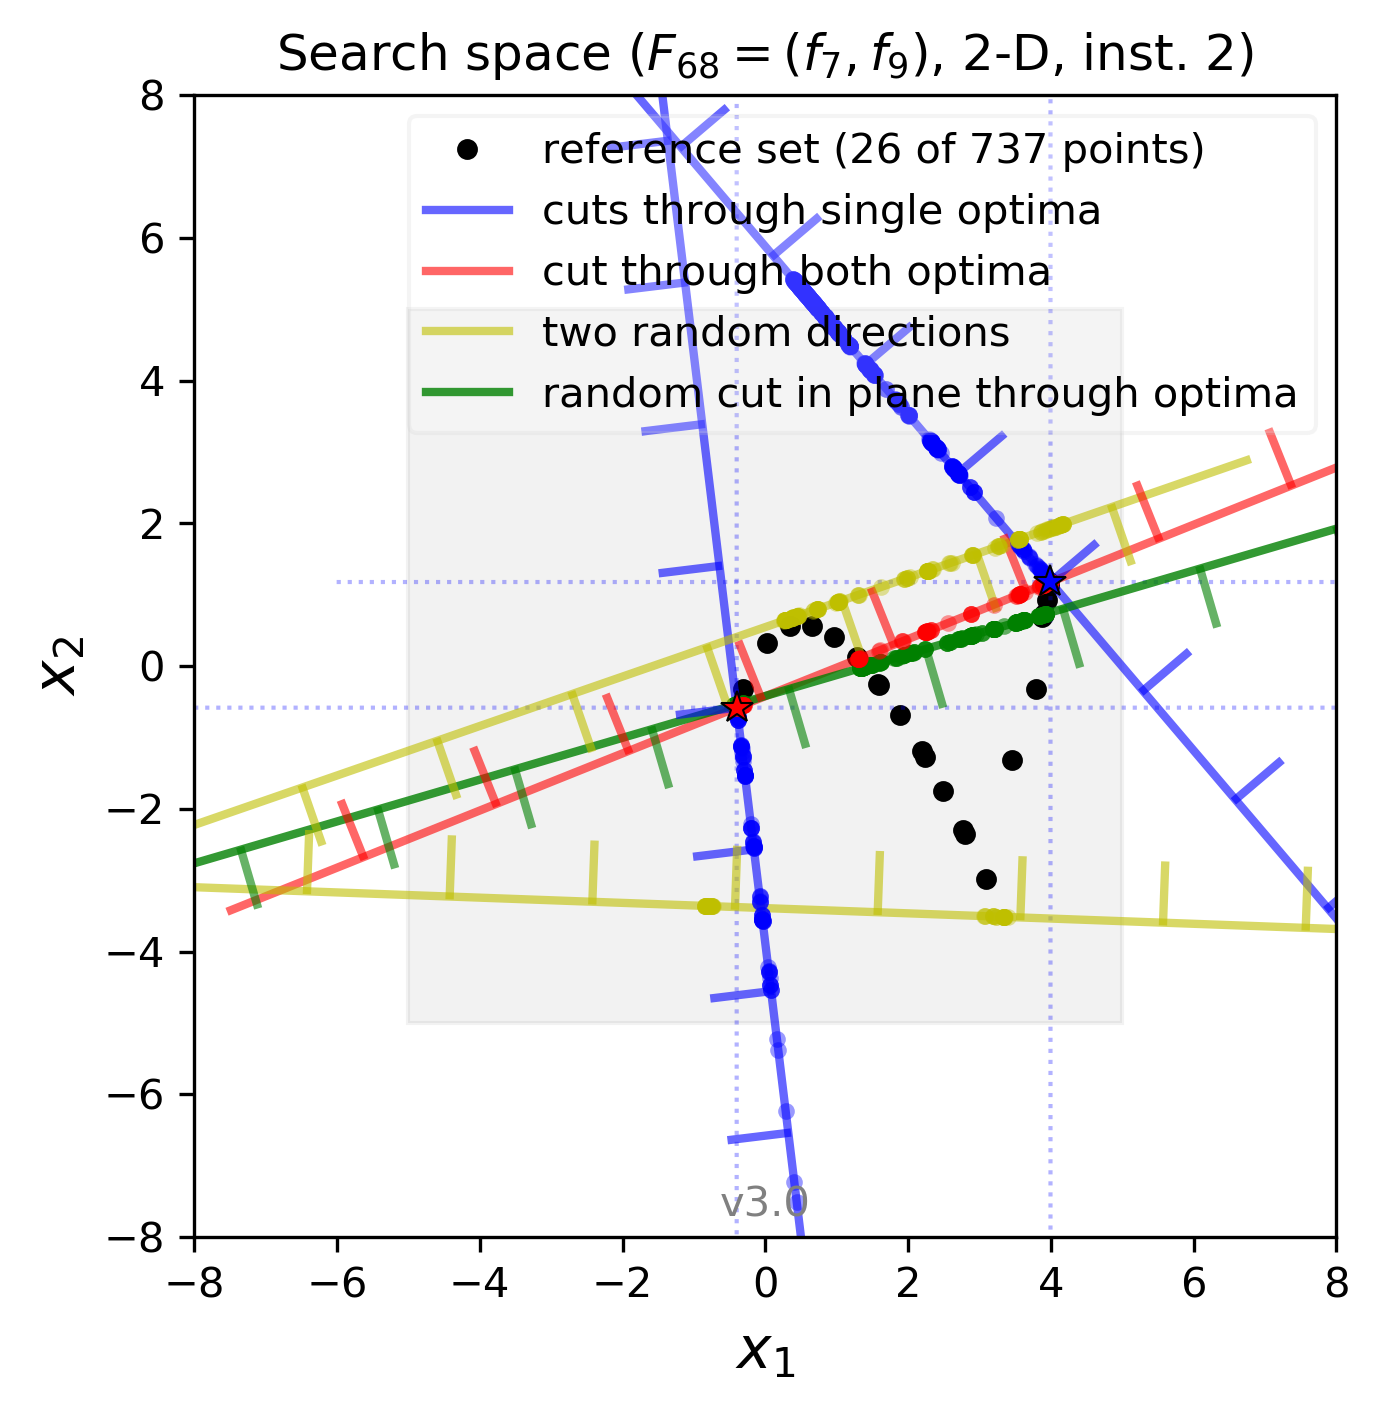 Search space (F68 = (f7, f9), 2-D, inst. 2)
reference set (26 of 737 points)
cuts through single optima
cut through both optima
two random directions
random cut in plane through optima
8
6
4
2
0
−2
−4
−6
−8
x2
v3.0
−8 −6 −4 −2 0 2 4 6 8
x1